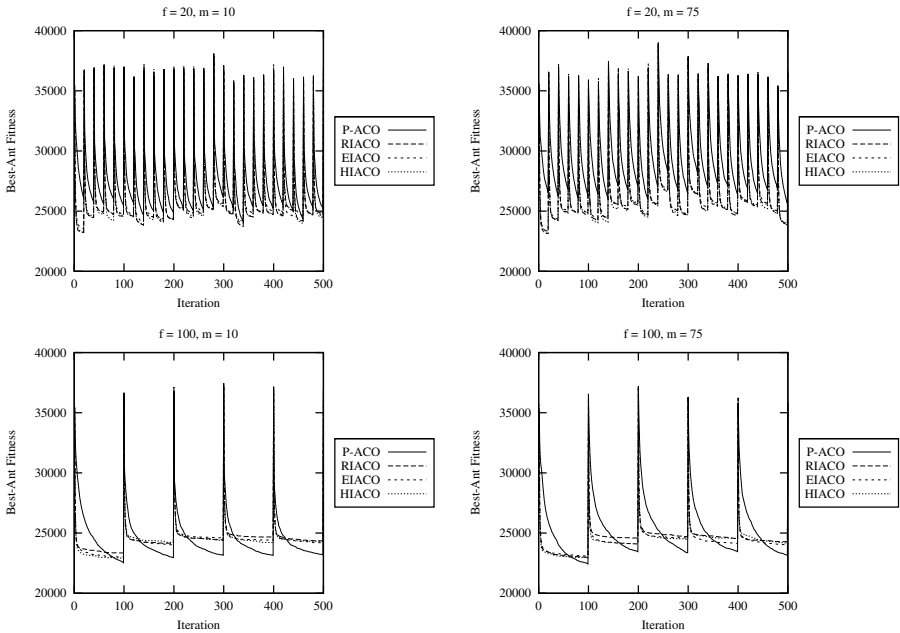 f = 20, m = 10
40000
35000
30000
25000
20000
Best-Ant Fitness
0 100 200 300 400 500
Iteration
P-ACO
RIACO
EIACO
HIACO
f = 20, m = 75
40000
35000
30000
25000
20000
Best-Ant Fitness
0 100 200 300 400 500
Iteration
P-ACO
RIACO
EIACO
HIACO
f = 100, m = 10
40000
35000
30000
25000
20000
Best-Ant Fitness
0 100 200 300 400 500
Iteration
P-ACO
RIACO
EIACO
HIACO
f = 100, m = 75
40000
35000
30000
25000
20000
Best-Ant Fitness
0 100 200 300 400 500
Iteration
P-ACO
RIACO
EIACO
HIACO